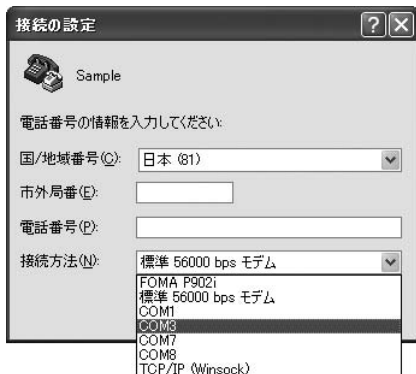 接続の設定
Sample
電話番号の情報を入力してください:
国/地域番号(C): 日本 (81)
市外局番(E):
電話番号(P):
接続方法(N): 標準 56000 bps モデム
FOMA P902i
標準 56000 bps モデム
COM1
COM3
COM7
COM8
TCP/IP (Winsock)